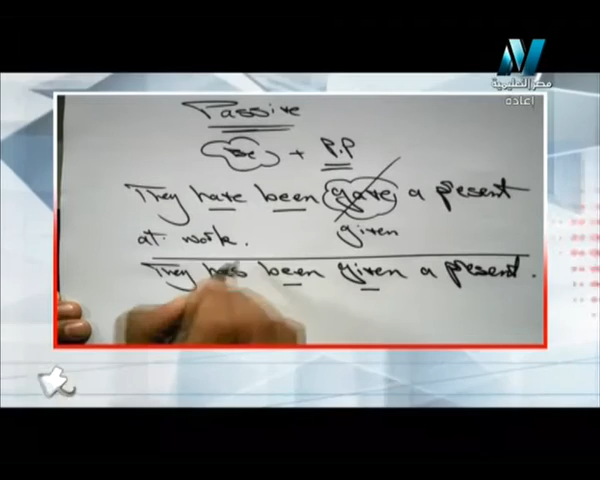 مصر التعليمية
إعادة
Passive
Be + P.P
They have been gave a present
at work. given
They has been given a present.